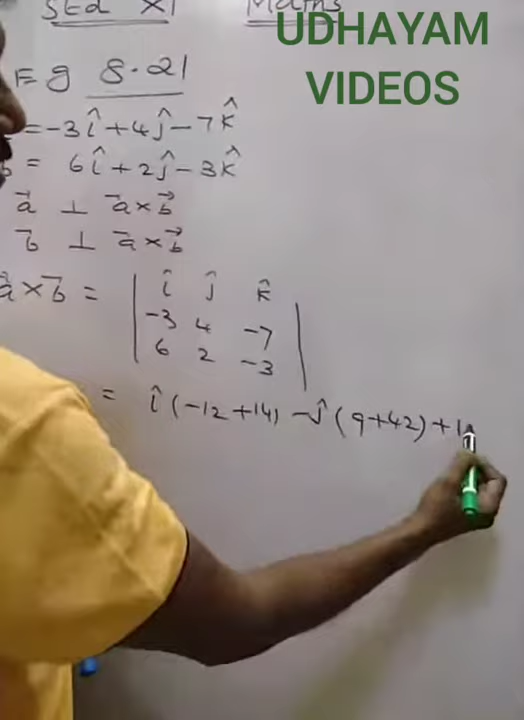 Std XI Maths
UDHAYAM
VIDEOS
Eg 8.21
= -3î + 4ĵ - 7k̂
b = 6î + 2ĵ - 3k̂
a⃗ ⊥ a⃗ × b⃗
b⃗ ⊥ a⃗ × b⃗
a⃗ × b⃗ = | î ĵ k̂
-3 4 -7
6 2 -3 |
= î (-12 + 14) - ĵ (9 + 42) +